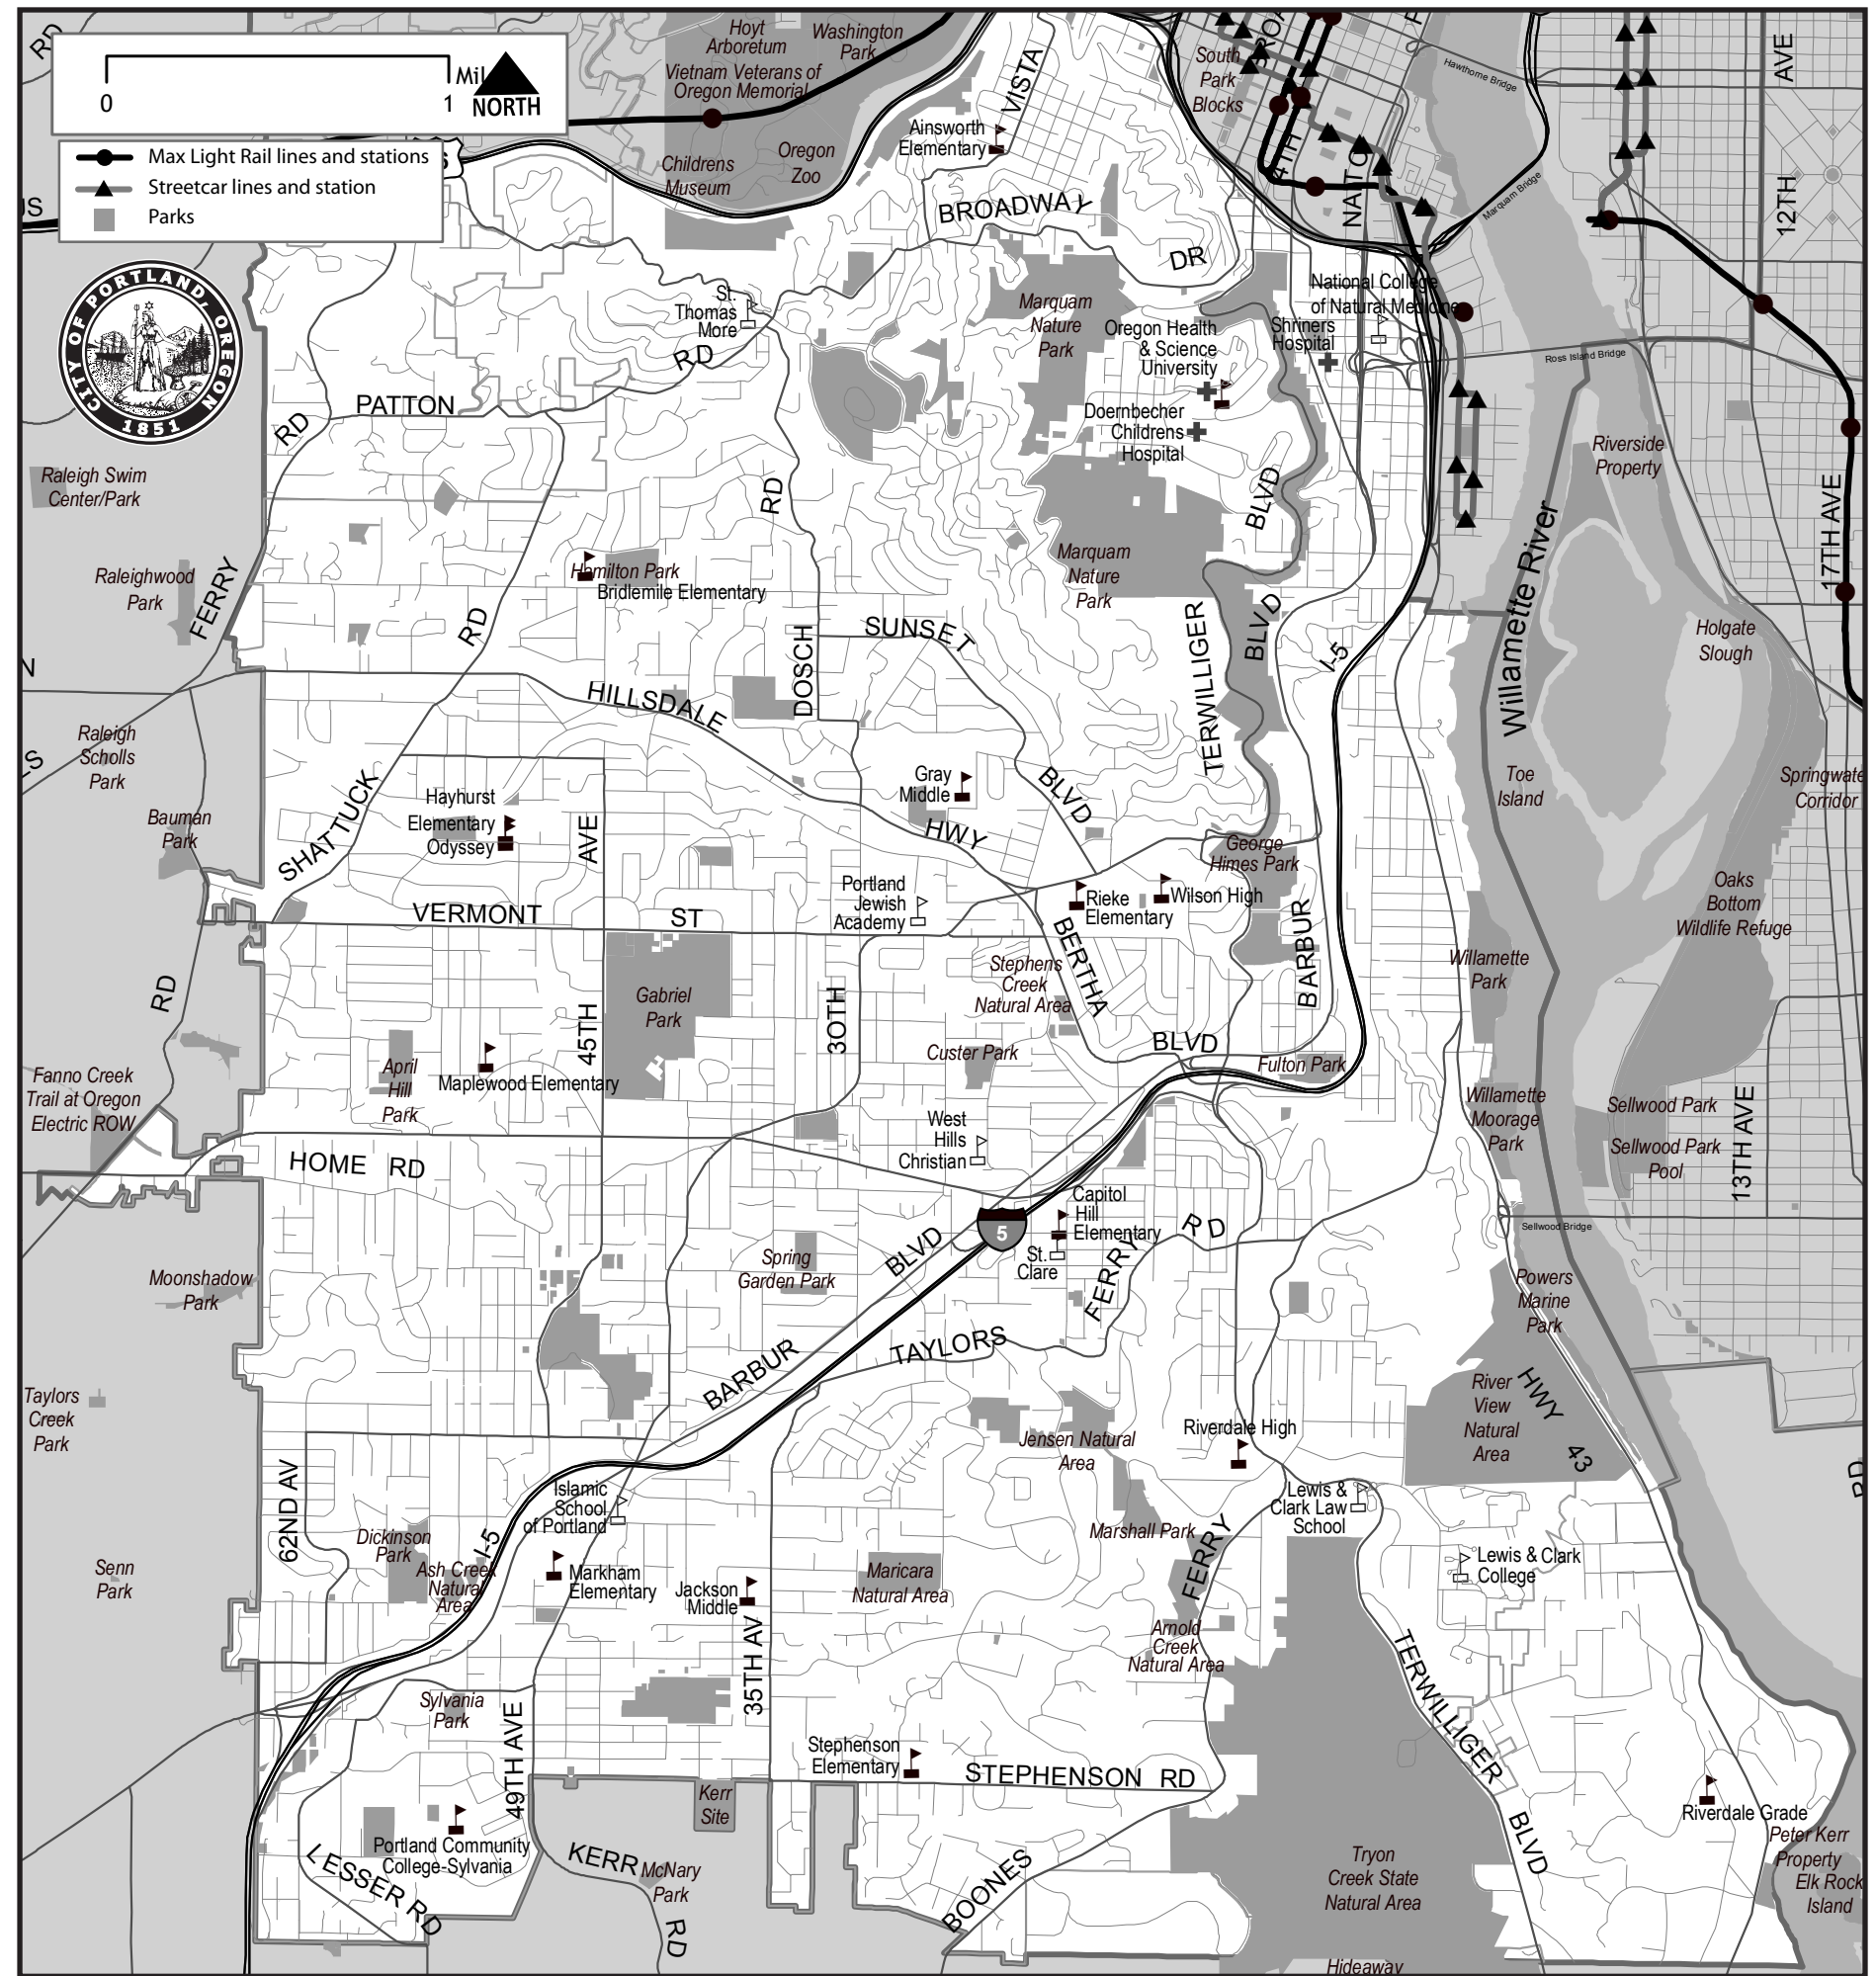 RD
Hoyt
Arboretum
Washington
Park
Vietnam Veterans of
Oregon Memorial
0
1
NORTH
Max Light Rail lines and stations
Streetcar lines and station
Parks
CITY OF PORTLAND, OREGON
1851
VISTA
Ainsworth
Elementary
South
Park
Blocks
Hawthorne Bridge
AVE
Childrens
Museum
Oregon
Zoo
4TH
NAITO
Marquam Bridge
12TH
US
BROADWAY
DR
St.
Thomas
More
RD
Marquam
Nature
Park
National College
of Natural Medicine
Oregon Health
& Science
University
Shriners
Hospital
Ross Island Bridge
PATTON
RD
Doernbecher
Childrens
Hospital
Raleigh Swim
Center/Park
RD
BLVD
Riverside
Property
17TH AVE
Raleighwood
Park
FERRY
Hamilton Park
Bridlemile Elementary
Marquam
Nature
Park
RD
DOSCH
SUNSET
TERWILLIGER
BLVD
I-5
Willamette River
Holgate
Slough
HILLSDALE
Raleigh
Scholls
Park
SHATTUCK
Hayhurst
Elementary
Odyssey
AVE
Gray
Middle
BLVD
HWY
Toe
Island
Springwate
Corridor
Bauman
Park
George
Himes Park
Portland
Jewish
Academy
Rieke
Elementary
Wilson High
Oaks
Bottom
Wildlife Refuge
VERMONT
ST
BERTHA
BARBUR
RD
45TH
Gabriel
Park
30TH
Stephens
Creek
Natural Area
Willamette
Park
BLVD
Custer Park
Fulton Park
April
Hill
Park
Maplewood Elementary
Fanno Creek
Trail at Oregon
Electric ROW
West
Hills
Christian
Willamette
Moorage
Park
Sellwood Park
Sellwood Park
Pool
13TH AVE
HOME RD
5
Capitol
Hill
Elementary
St.
Clare
RD
FERRY
Sellwood Bridge
Moonshadow
Park
Spring
Garden Park
BLVD
BARBUR
TAYLORS
Powers
Marine
Park
Taylors
Creek
Park
River
View
Natural
Area
HWY
43
Jensen Natural
Area
Riverdale High
62ND AV
Islamic
School
of Portland
Lewis &
Clark Law
School
RD
Dickinson
Park
I-5
Marshall Park
FERRY
Senn
Park
Ash Creek
Natural
Area
Markham
Elementary
Jackson
Middle
Maricara
Natural Area
Lewis & Clark
College
35TH AV
Arnold
Creek
Natural Area
TERWILLIGER
Sylvania
Park
49TH AVE
Stephenson
Elementary
STEPHENSON RD
Kerr
Site
BLVD
Riverdale Grade
Portland Community
College-Sylvania
LESSER RD
KERR
McNary
Park
RD
BOONES
Tryon
Creek State
Natural Area
Peter Kerr
Property
Elk Rock
Island
Hideaway